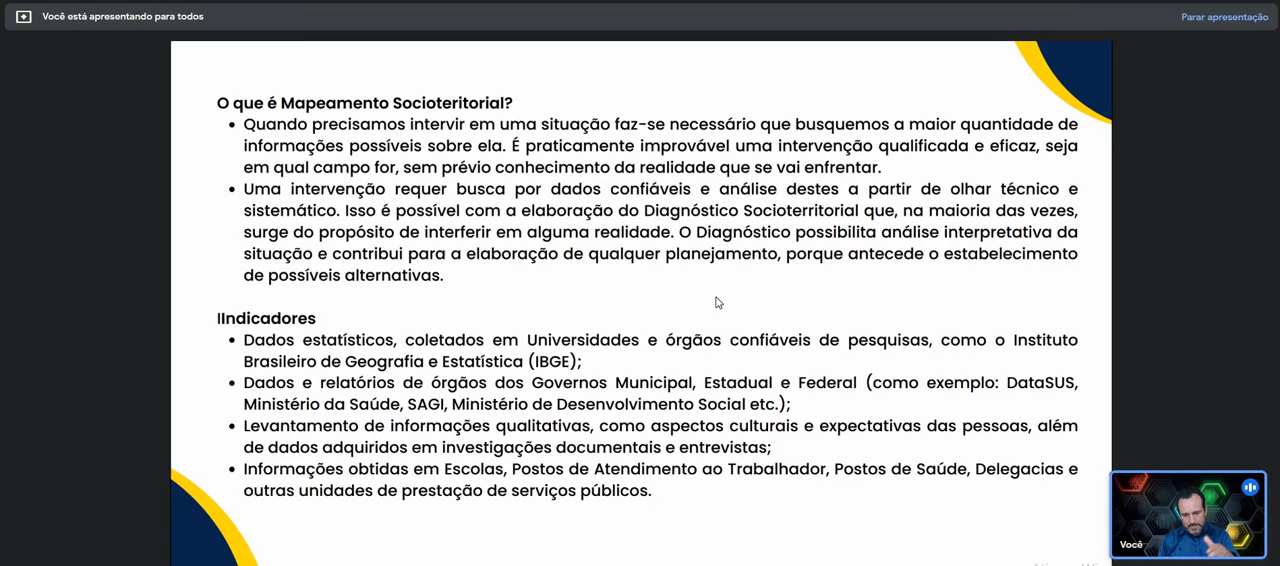 Você está apresentando para todos
Parar apresentação
O que é Mapeamento Socioteritorial?
• Quando precisamos intervir em uma situação faz-se necessário que busquemos a maior quantidade de
informações possíveis sobre ela. É praticamente improvável uma intervenção qualificada e eficaz, seja
em qual campo for, sem prévio conhecimento da realidade que se vai enfrentar.
• Uma intervenção requer busca por dados confiáveis e análise destes a partir de olhar técnico e
sistemático. Isso é possível com a elaboração do Diagnóstico Socioterritorial que, na maioria das vezes,
surge do propósito de interferir em alguma realidade. O Diagnóstico possibilita análise interpretativa da
situação e contribui para a elaboração de qualquer planejamento, porque antecede o estabelecimento
de possíveis alternativas.
IIndicadores
• Dados estatísticos, coletados em Universidades e órgãos confiáveis de pesquisas, como o Instituto
Brasileiro de Geografia e Estatística (IBGE);
• Dados e relatórios de órgãos dos Governos Municipal, Estadual e Federal (como exemplo: DataSUS,
Ministério da Saúde, SAGI, Ministério de Desenvolvimento Social etc.);
• Levantamento de informações qualitativas, como aspectos culturais e expectativas das pessoas, além
de dados adquiridos em investigações documentais e entrevistas;
• Informações obtidas em Escolas, Postos de Atendimento ao Trabalhador, Postos de Saúde, Delegacias e
outras unidades de prestação de serviços públicos.
Você